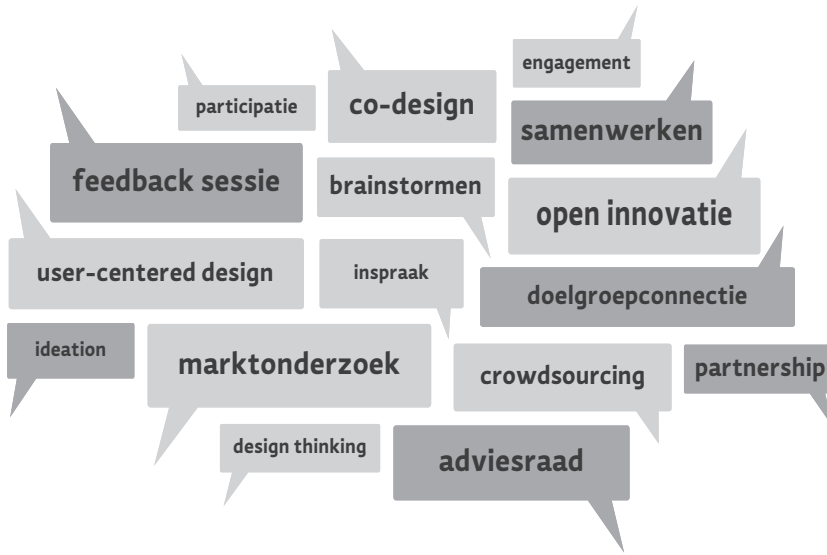 engagement
participatie
co-design
samenwerken
feedback sessie
brainstormen
open innovatie
user-centered design
inspraak
doelgroepconnectie
ideation
marktonderzoek
crowdsourcing
partnership
design thinking
adviesraad